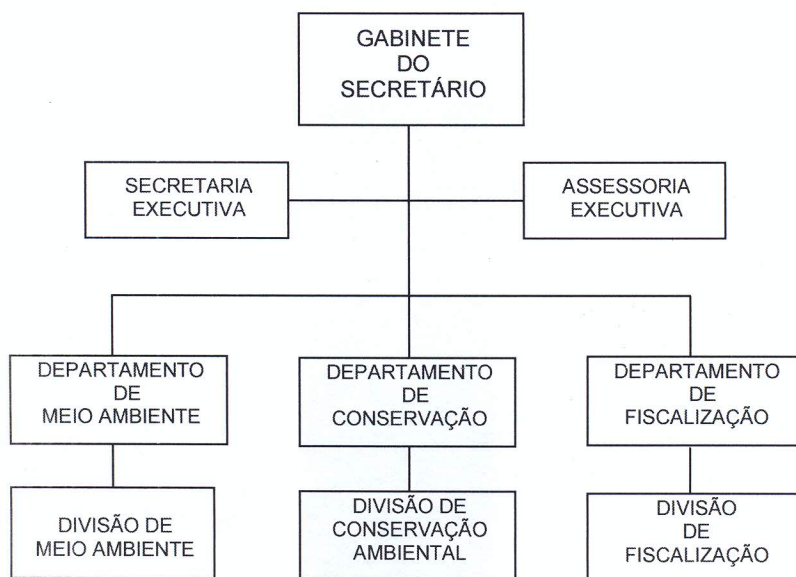 GABINETE
DO
SECRETÁRIO
SECRETARIA
EXECUTIVA
ASSESSORIA
EXECUTIVA
DEPARTAMENTO
DE
MEIO AMBIENTE
DEPARTAMENTO
DE
CONSERVAÇÃO
DEPARTAMENTO
DE
FISCALIZAÇÃO
DIVISÃO DE
MEIO AMBIENTE
DIVISÃO DE
CONSERVAÇÃO
AMBIENTAL
DIVISÃO
DE
FISCALIZAÇÃO